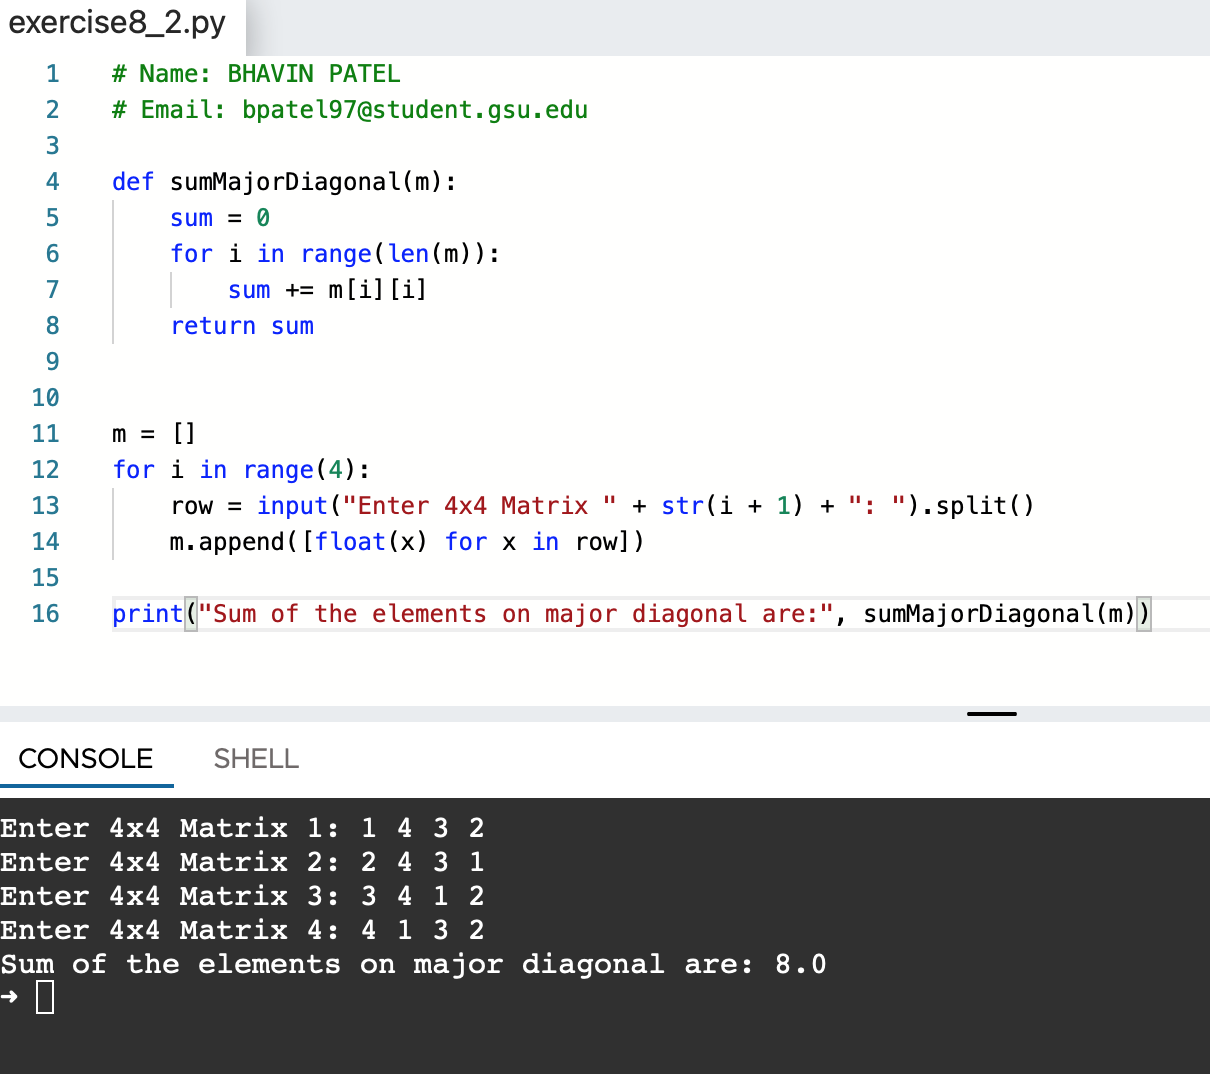 exercise8_2.py
1 # Name: BHAVIN PATEL
2 # Email: bpatel97@student.gsu.edu
3
4 def sumMajorDiagonal(m):
5     sum = 0
6     for i in range(len(m)):
7         sum += m[i][i]
8     return sum
9
10
11 m = []
12 for i in range(4):
13     row = input("Enter 4x4 Matrix " + str(i + 1) + ": ").split()
14     m.append([float(x) for x in row])
15
16 print("Sum of the elements on major diagonal are:", sumMajorDiagonal(m))
CONSOLE SHELL
Enter 4x4 Matrix 1: 1 4 3 2
Enter 4x4 Matrix 2: 2 4 3 1
Enter 4x4 Matrix 3: 3 4 1 2
Enter 4x4 Matrix 4: 4 1 3 2
Sum of the elements on major diagonal are: 8.0
➜